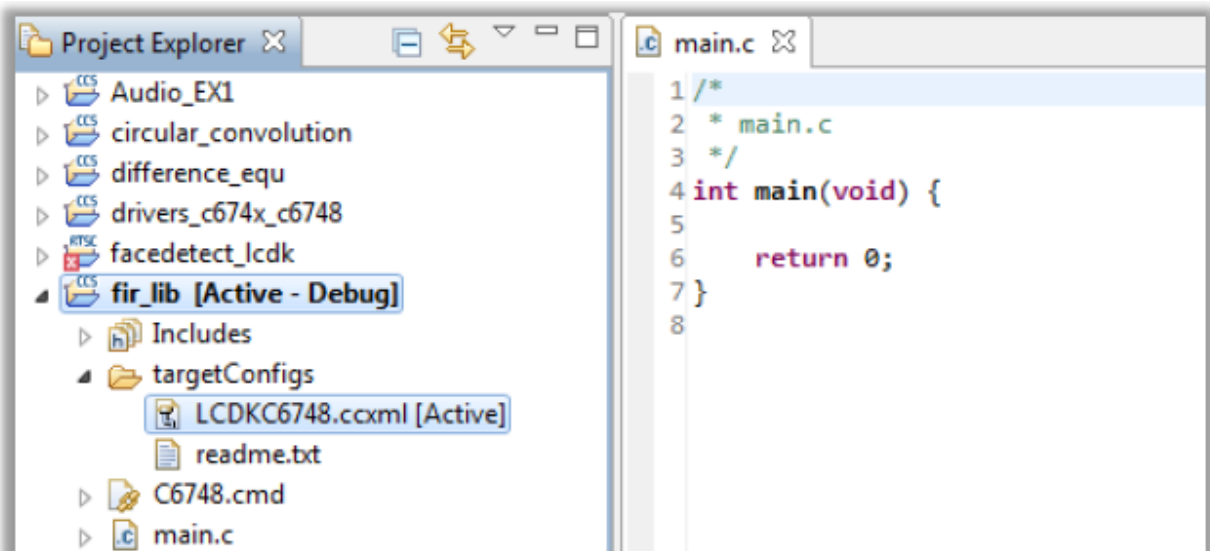 Project Explorer
Audio_EX1
circular_convolution
difference_equ
drivers_c674x_c6748
facedetect_lcdk
fir_lib [Active - Debug]
Includes
targetConfigs
LCDKC6748.ccxml [Active]
readme.txt
C6748.cmd
main.c
main.c
1 /*
2 * main.c
3 */
4 int main(void) {
5
6 return 0;
7 }
8